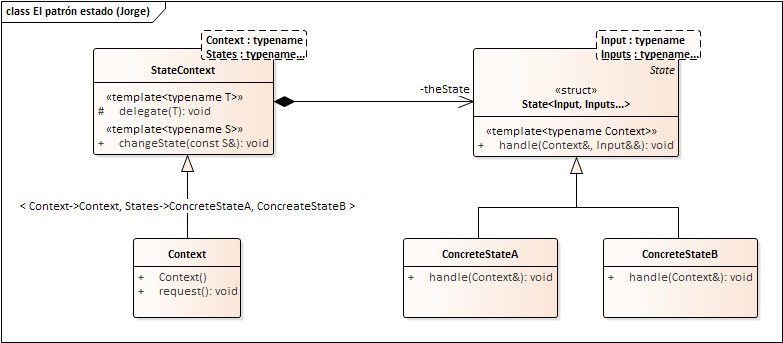 class El patrón estado (Jorge)
Context : typename
States : typename...
StateContext
«template<typename T>»
# delegate(T): void
«template<typename S>»
+ changeState(const S&): void
-theState
Input : typename
Inputs : typename...
State
«struct»
State<Input, Inputs...>
«template<typename Context>»
+ handle(Context&, Input&&): void
< Context->Context, States->ConcreteStateA, ConcreateStateB >
Context
+ Context()
+ request(): void
ConcreteStateA
+ handle(Context&): void
ConcreteStateB
+ handle(Context&): void